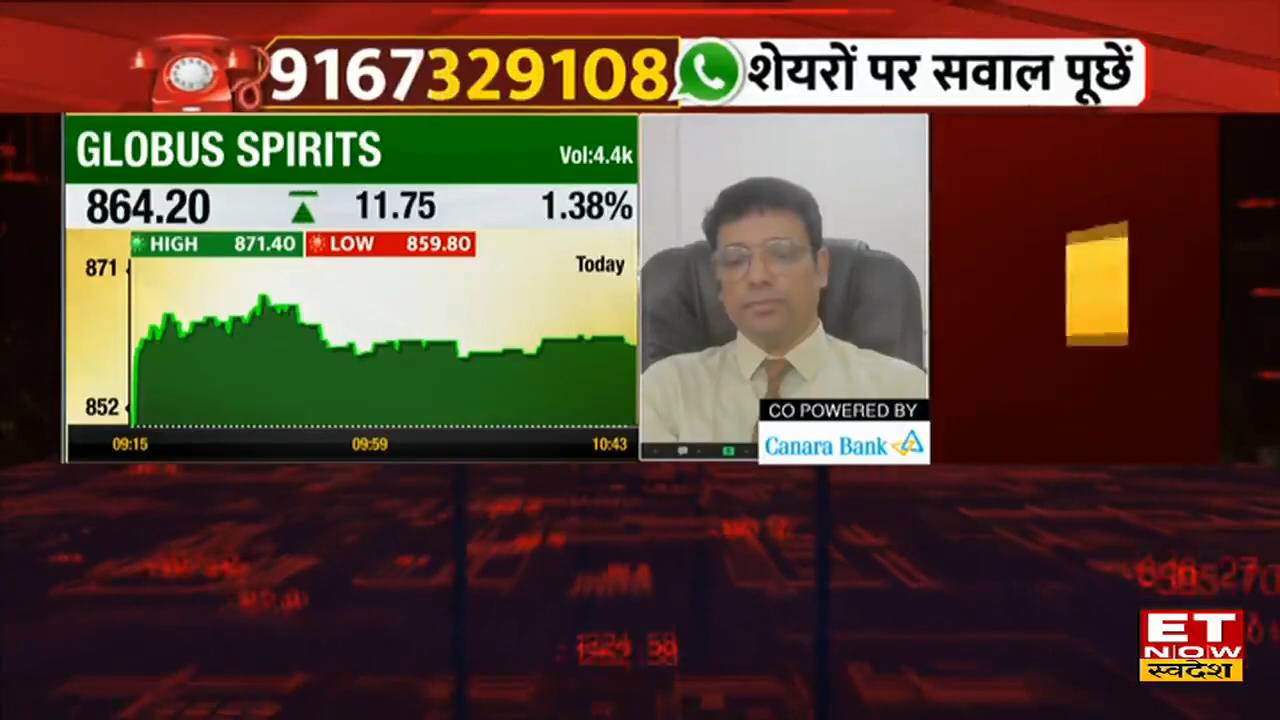 9167329108 शेयरों पर सवाल पूछें
GLOBUS SPIRITS Vol:4.4k
864.20 11.75 1.38%
HIGH 871.40 LOW 859.80
871 Today
852
09:15 09:59 10:43
CO POWERED BY
Canara Bank
ET
NOW
स्वदेश